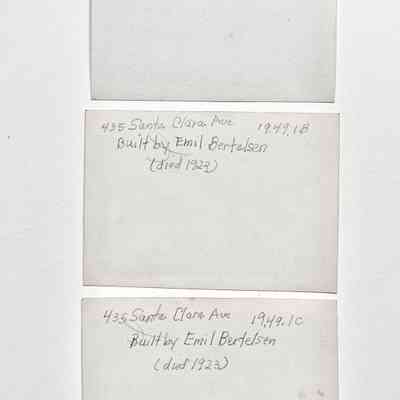 435 Santa Clara Ave 1949.1B
Built by Emil Bertelsen
(died 1923)
435 Santa Clara Ave 1949.1C
Built by Emil Bertelsen
(died 1923)